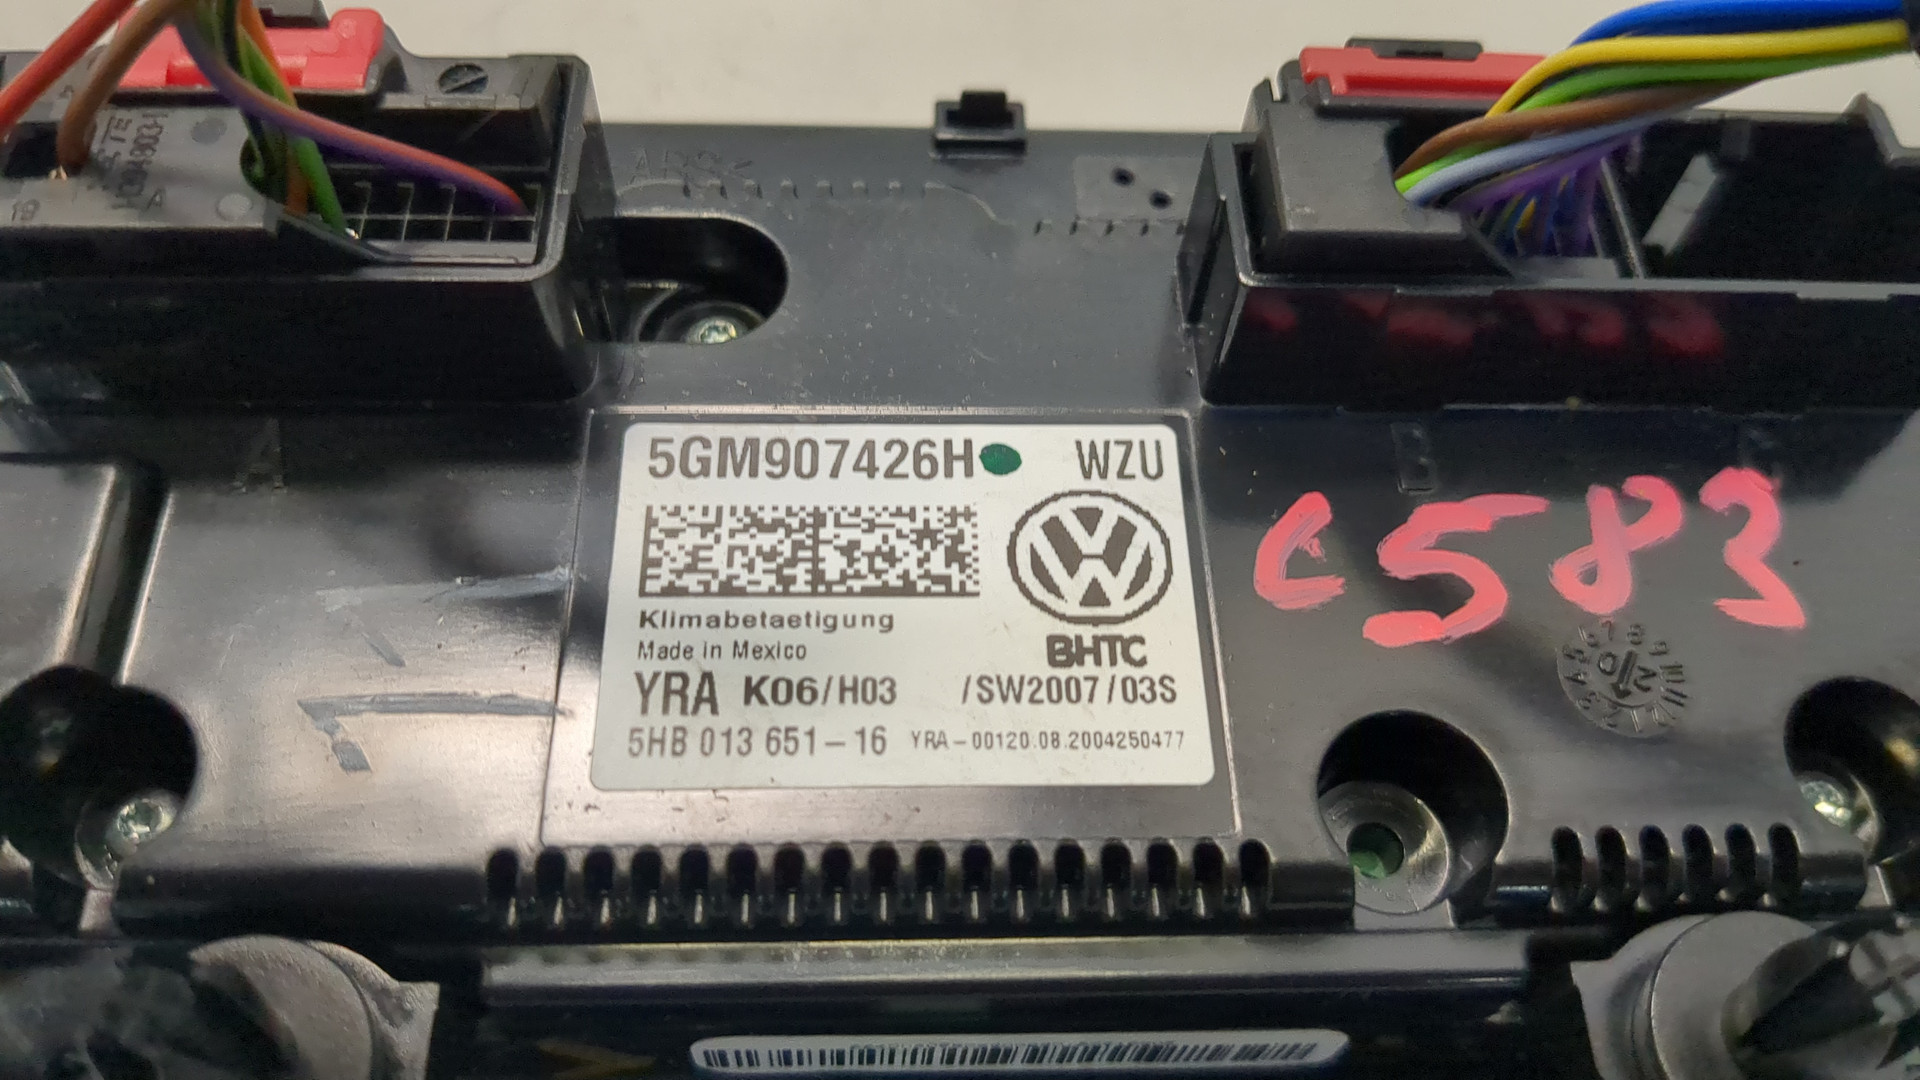 5GM907426H WZU
Klimabetaetigung
Made in Mexico
BHTC
YRA K06/H03 /SW2007/03S
5HB 013 651-16 YRA-00120.08.2004250477
C583
19
A